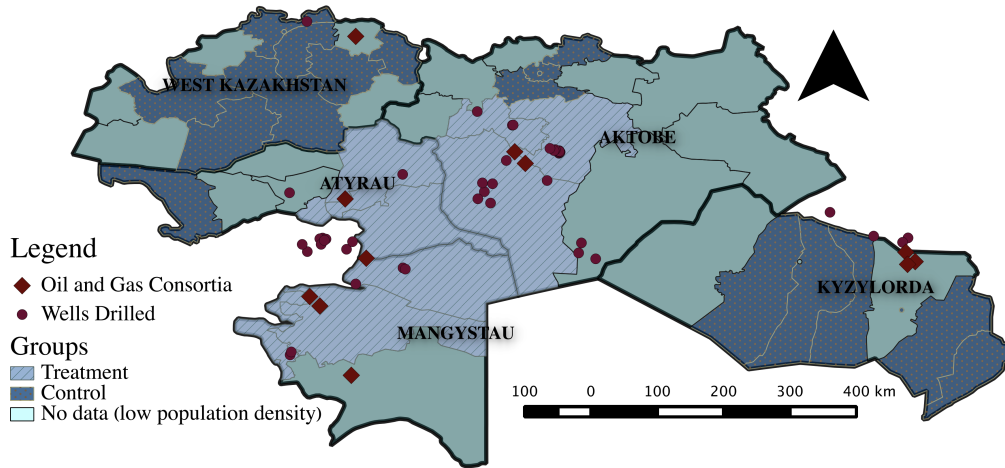 WEST KAZAKHSTAN
AKTOBE
ATYRAU
KYZYLORDA
MANGYSTAU
Legend
Oil and Gas Consortia
Wells Drilled
Groups
Treatment
Control
No data (low population density)
100 0 100 200 300 400 km